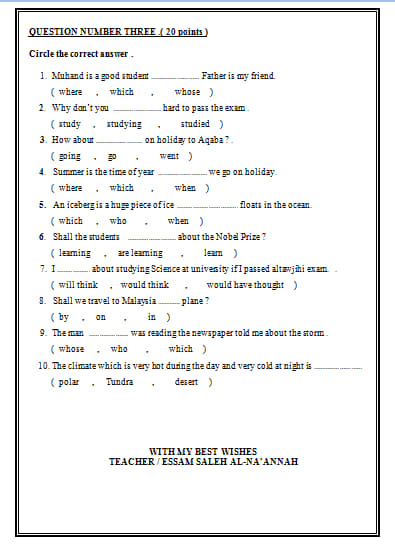 QUESTION NUMBER THREE ( 20 points )
Circle the correct answer .
1. Muhand is a good student .................. Father is my friend.
( where , which , whose )
2. Why don't you .................. hard to pass the exam .
( study , studying , studied )
3. How about .................. on holiday to Aqaba ? .
( going , go , went )
4. Summer is the time of year .................. we go on holiday.
( where , which , when )
5. An iceberg is a huge piece of ice ...................... floats in the ocean.
( which , who , when )
6. Shall the students .................. about the Nobel Prize ?
( learning , are learning , learn )
7. I ............ about studying Science at university if I passed altawjihi exam. .
( will think , would think , would have thought )
8. Shall we travel to Malaysia ........ plane ?
( by , on , in )
9. The man .............. was reading the newspaper told me about the storm .
( whose , who , which )
10. The climate which is very hot during the day and very cold at night is ..................
( polar , Tundra , desert )
WITH MY BEST WISHES
TEACHER / ESSAM SALEH AL-NA'ANNAH